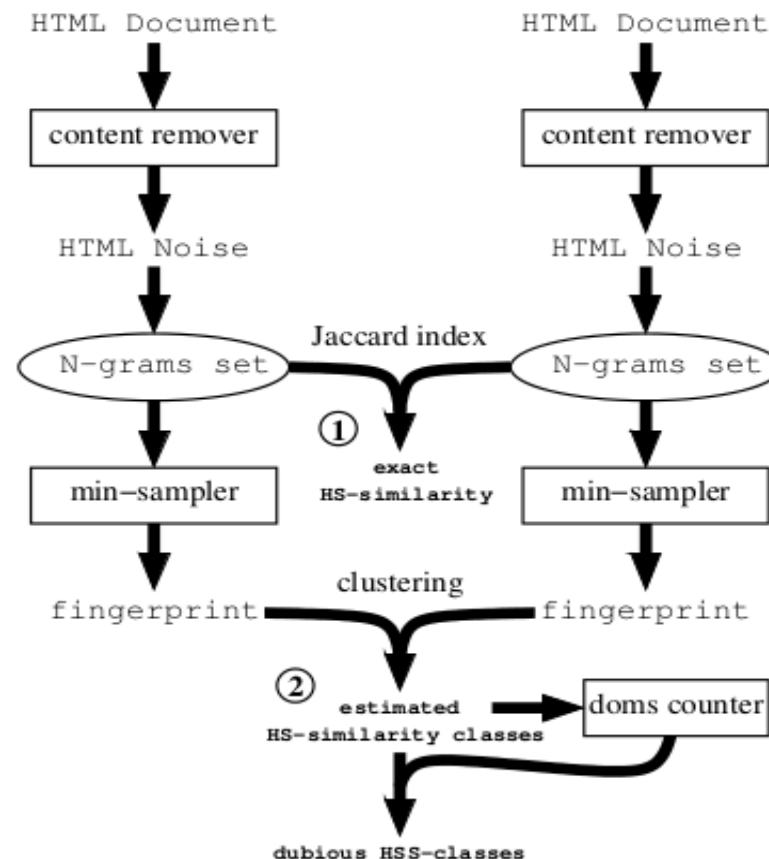 HTML Document HTML Document
content remover content remover
HTML Noise HTML Noise
Jaccard index
N-grams set N-grams set
1
exact
HS-similarity
min-sampler min-sampler
clustering
fingerprint fingerprint
2
estimated
HS-similarity classes
doms counter
dubious HSS-classes